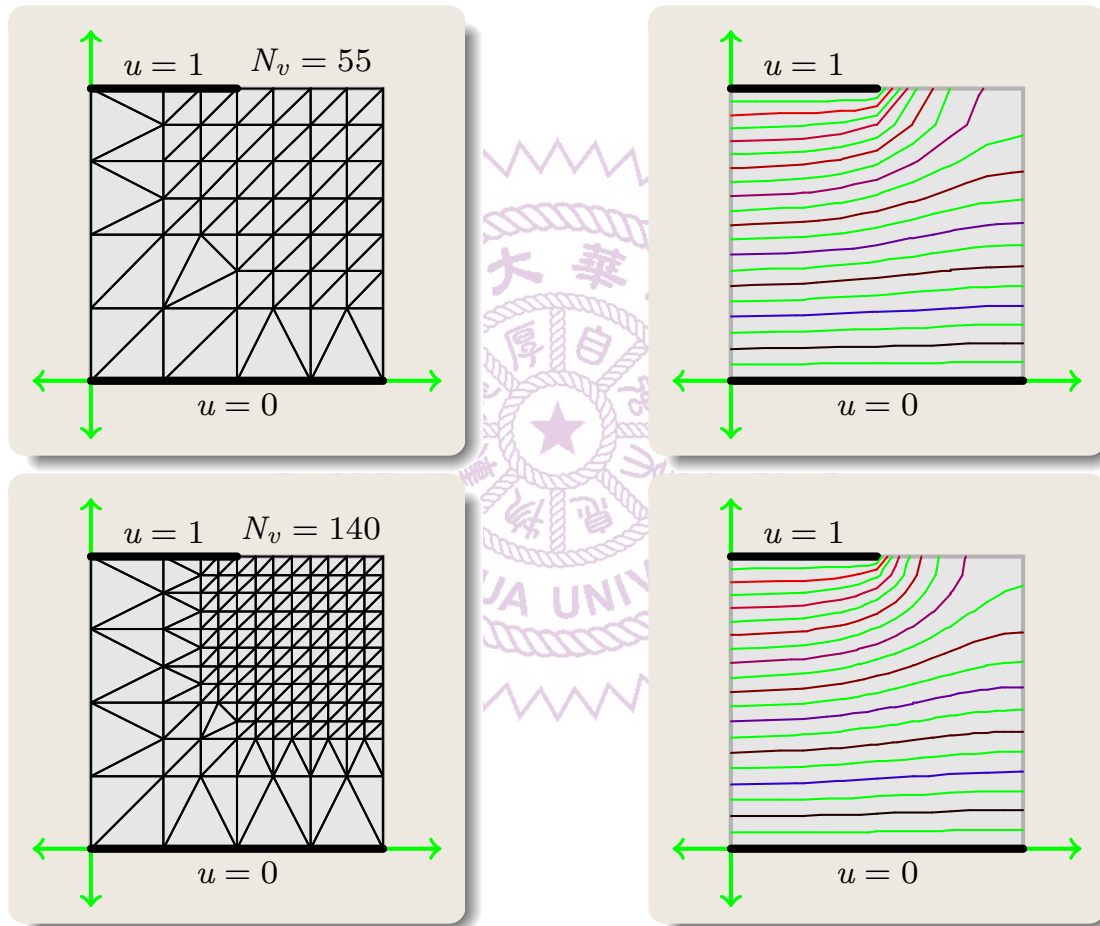 u = 1 N_v = 55
u = 0
u = 1
u = 0
大 華
厚 自
UA UNIV
u = 1 N_v = 140
u = 0
u = 1
u = 0